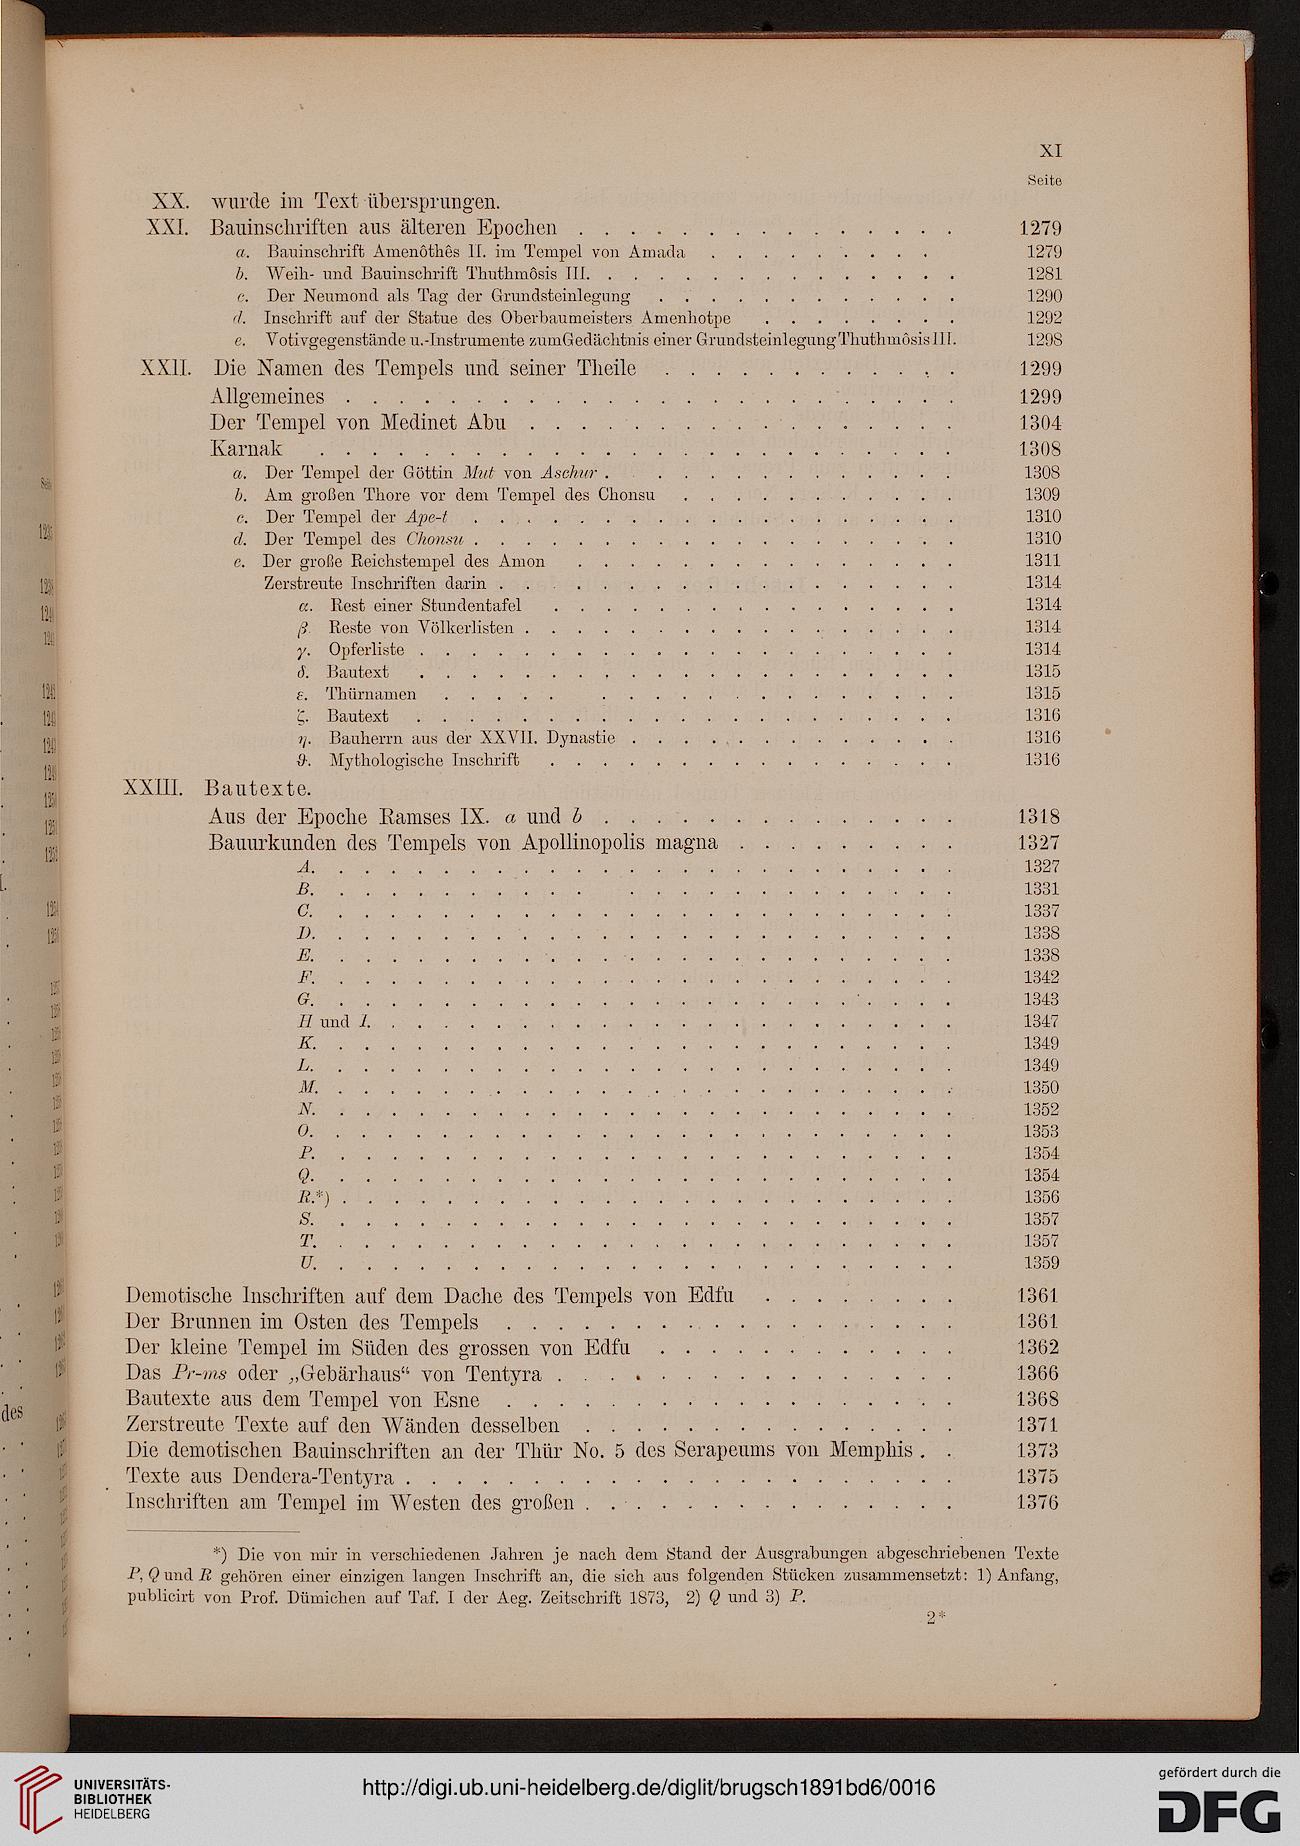 XI
Seite
XX. wurde im Text übersprungen.
XXI. Bauinschriften aus älteren Epochen . . . 1279
a. Bauinschrift Amenôthês II. im Tempel von Amada . . . 1279
b. Weih- und Bauinschrift Thuthmôsis III. . . . 1281
c. Der Neumond als Tag der Grundsteinlegung . . . 1290
d. Inschrift auf der Statue des Oberbaumeisters Amenhotpe . . . 1292
e. Votivgegenstände u.-Instrumente zum Gedächtnis einer Grundsteinlegung Thuthmôsis III. 1298
XXII. Die Namen des Tempels und seiner Theile . . . 1299
Allgemeines . . . 1299
Der Tempel von Medinet Abu . . . 1304
Karnak . . . 1308
a. Der Tempel der Göttin Mut von Aschur . . . 1308
b. Am großen Thore vor dem Tempel des Chonsu . . . 1309
c. Der Tempel der Ape-t . . . 1310
d. Der Tempel des Chonsu . . . 1310
e. Der große Reichstempel des Amon . . . 1311
Zerstreute Inschriften darin . . . 1314
α. Rest einer Stundentafel . . . 1314
β. Reste von Völkerlisten . . . 1314
γ. Opferliste . . . 1314
δ. Bautext . . . 1315
ε. Thürnamen . . . 1315
ζ. Bautext . . . 1316
η. Bauherrn aus der XXVII. Dynastie . . . 1316
ϑ. Mythologische Inschrift . . . 1316
XXIII. Bautexte.
Aus der Epoche Ramses IX. a und b . . . 1318
Bauurkunden des Tempels von Apollinopolis magna . . . 1327
A. . . . 1327
B. . . . 1331
C. . . . 1337
D. . . . 1338
E. . . . 1338
F. . . . 1342
G. . . . 1343
H und I. . . . 1347
K. . . . 1349
L. . . . 1349
M. . . . 1350
N. . . . 1352
O. . . . 1353
P. . . . 1354
Q. . . . 1354
R.*) . . . 1356
S. . . . 1357
T. . . . 1357
U. . . . 1359
Demotische Inschriften auf dem Dache des Tempels von Edfu . . . 1361
Der Brunnen im Osten des Tempels . . . 1361
Der kleine Tempel im Süden des grossen von Edfu . . . 1362
Das Pr-ms oder „Gebärhaus“ von Tentyra . . . 1366
Bautexte aus dem Tempel von Esne . . . 1368
Zerstreute Texte auf den Wänden desselben . . . 1371
Die demotischen Bauinschriften an der Thür No. 5 des Serapeums von Memphis . . 1373
Texte aus Dendera-Tentyra . . . 1375
Inschriften am Tempel im Westen des großen . . . 1376
*) Die von mir in verschiedenen Jahren je nach dem Stand der Ausgrabungen abgeschriebenen Texte
P, Q und R gehören einer einzigen langen Inschrift an, die sich aus folgenden Stücken zusammensetzt: 1) Anfang,
publicirt von Prof. Dümichen auf Taf. I der Aeg. Zeitschrift 1873, 2) Q und 3) P.
2*
des
UNIVERSITÄTS-
BIBLIOTHEK
HEIDELBERG
http://digi.ub.uni-heidelberg.de/diglit/brugsch1891bd6/0016
gefördert durch die
DFG